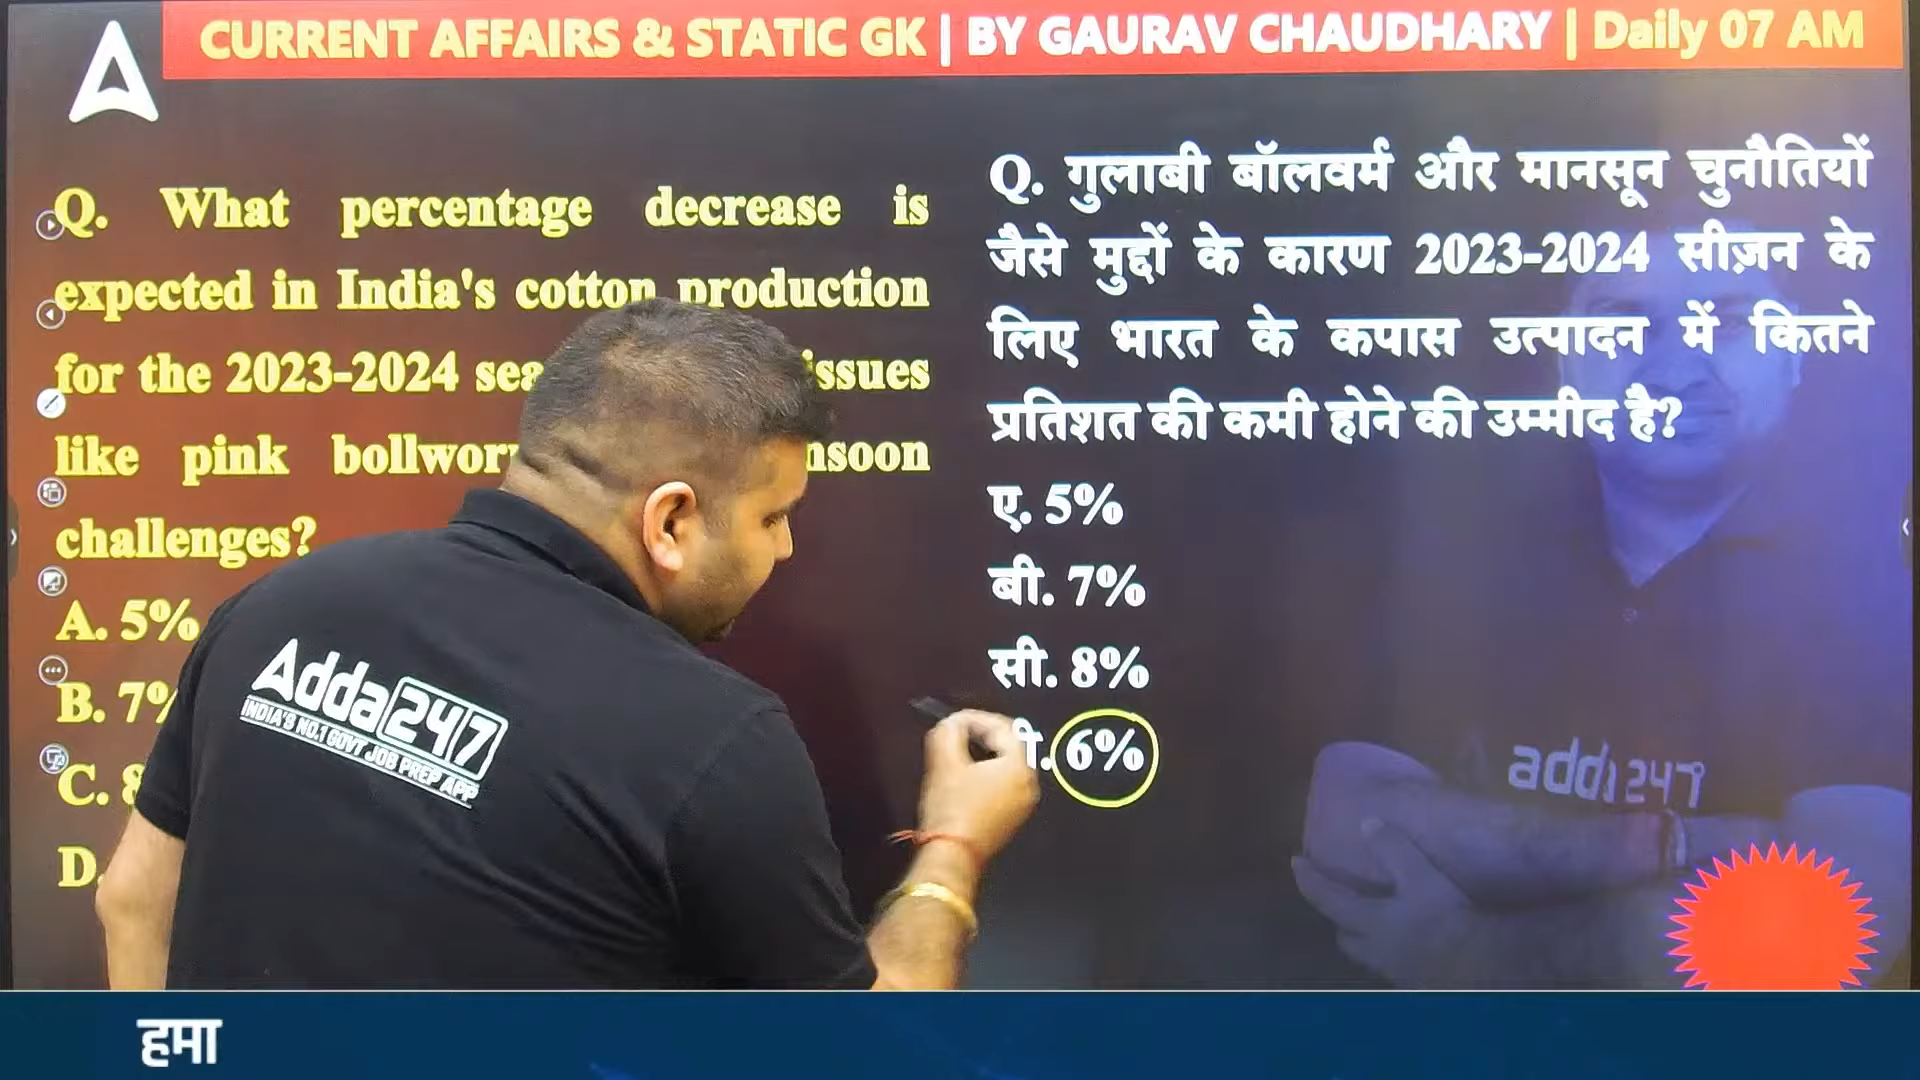 CURRENT AFFAIRS & STATIC GK | BY GAURAV CHAUDHARY | Daily 07 AM
Q. What percentage decrease is
expected in India's cotton production
for the 2023-2024 issues
like pink
challenges?
A. 5%
B. 7%
C.
D.
Q. गुलाबी बॉलवर्म और मानसून चुनौतियों
जैसे मुद्दों के कारण 2023-2024 सीज़न के
लिए भारत के कपास उत्पादन में कितने
प्रतिशत की कमी होने की उम्मीद है?
ए. 5%
बी. 7%
सी. 8%
6%
Adda247
INDIA'S NO.1 GOVT JOB PREP APP
adda247
हमा